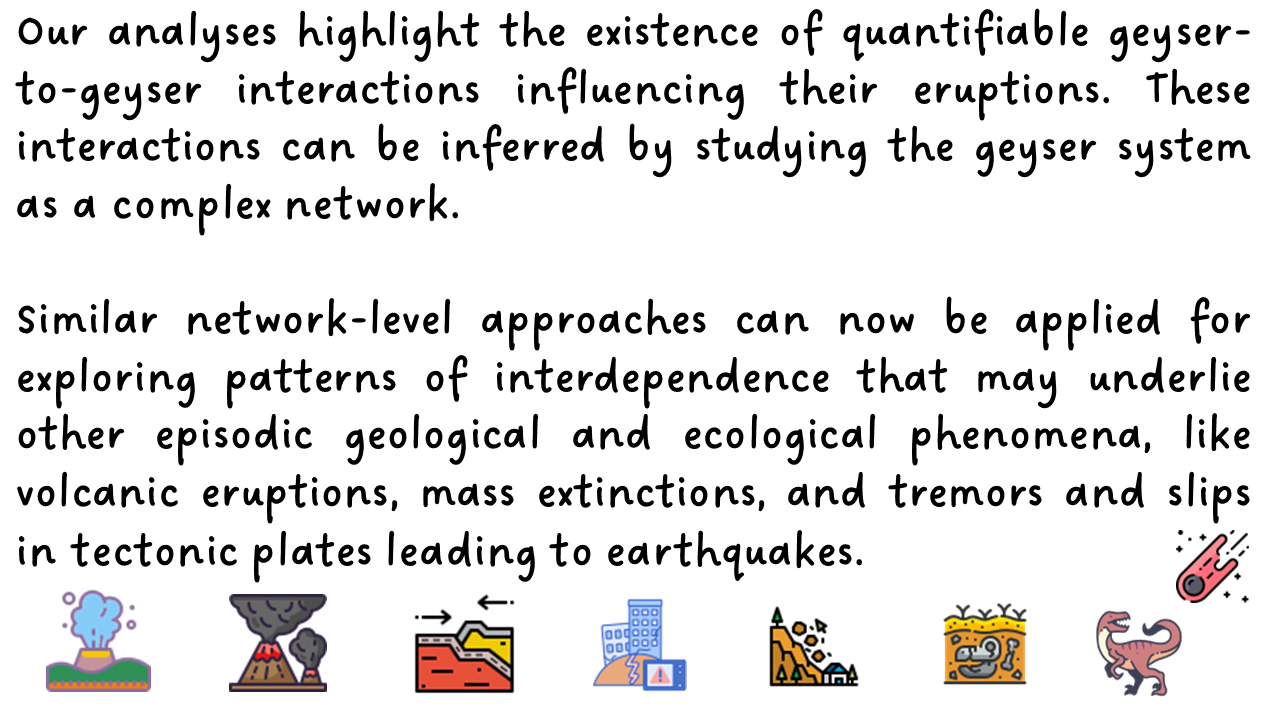 Our analyses highlight the existence of quantifiable geyser-
to-geyser interactions influencing their eruptions. These
interactions can be inferred by studying the geyser system
as a complex network.
Similar network-level approaches can now be applied for
exploring patterns of interdependence that may underlie
other episodic geological and ecological phenomena, like
volcanic eruptions, mass extinctions, and tremors and slips
in tectonic plates leading to earthquakes.